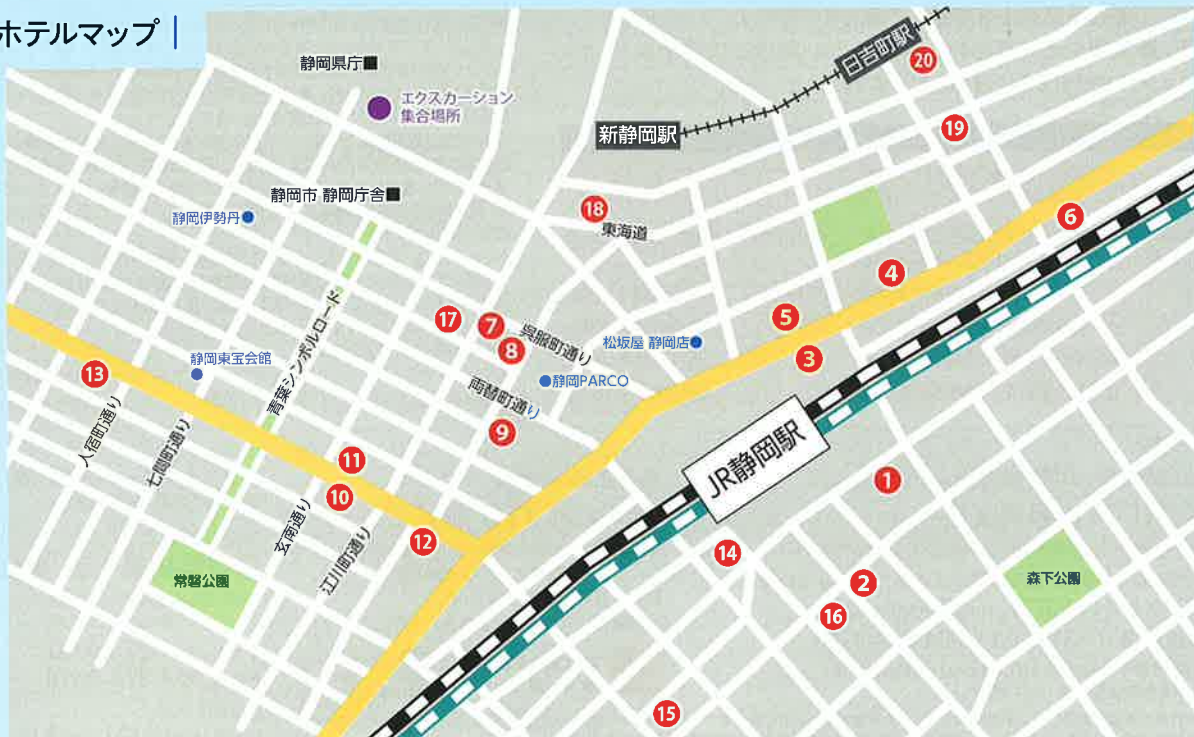 ホテルマップ
静岡県庁
エクスカーション
集合場所
日吉町駅
20
新静岡駅
19
静岡市 静岡庁舎
静岡伊勢丹
18
東海道
6
4
17
7
5
呉服町通り
8
松坂屋 静岡店
3
静岡東宝会館
青葉シンボルロード
13
静岡PARCO
両替町通り
人宿町通り
9
七間町通り
JR静岡駅
11
10
1
玄南通り
12
江川町通り
14
常磐公園
2
森下公園
16
15